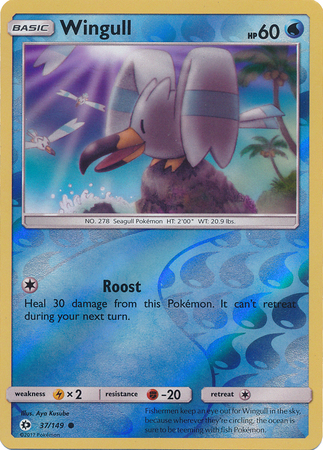 BASIC Wingull HP 60
NO. 278 Seagull Pokémon HT: 2'00" WT: 20.9 lbs.
Roost
Heal 30 damage from this Pokémon. It can't retreat
during your next turn.
weakness ×2 resistance -20 retreat
Illus. Ayo Kusube
37/149
©2017 Pokémon
Fishermen keep an eye out for Wingull in the sky,
because wherever they're circling, the ocean is
sure to be teeming with fish Pokémon.